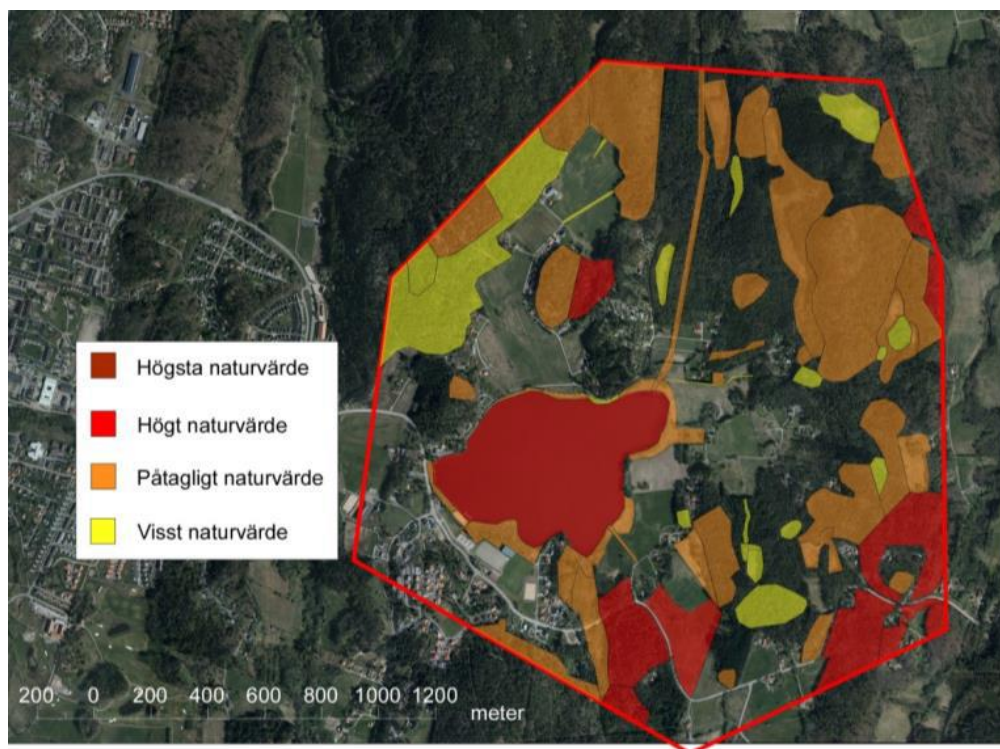 Högsta naturvärde
Högt naturvärde
Påtagligt naturvärde
Visst naturvärde
200 0 200 400 600 800 1000 1200
meter